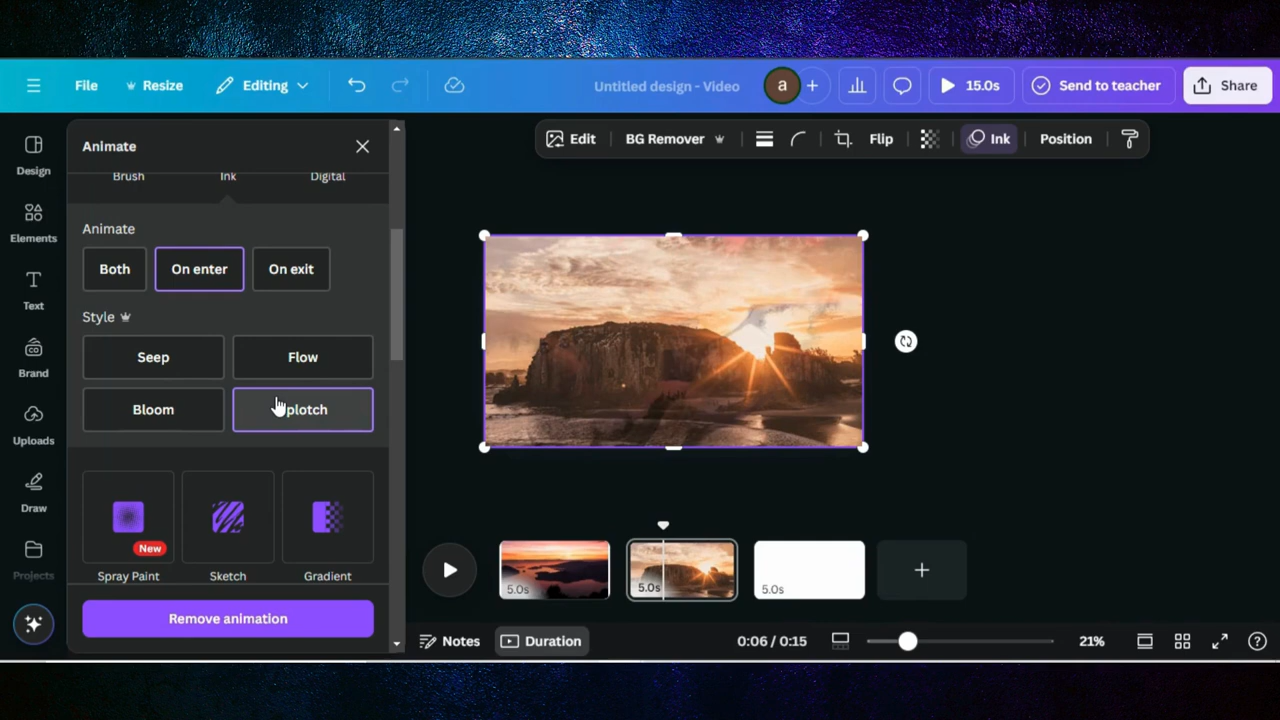 File
Resize
Editing
Untitled design - Video
a
15.0s
Send to teacher
Share
Design
Elements
Text
Brand
Uploads
Draw
Projects
Animate
Brush
Ink
Digital
Animate
Both
On enter
On exit
Style
Seep
Flow
Bloom
plotch
New
Spray Paint
Sketch
Gradient
Remove animation
Edit
BG Remover
Flip
Ink
Position
5.0s
5.0s
5.0s
Notes
Duration
0:06 / 0:15
21%